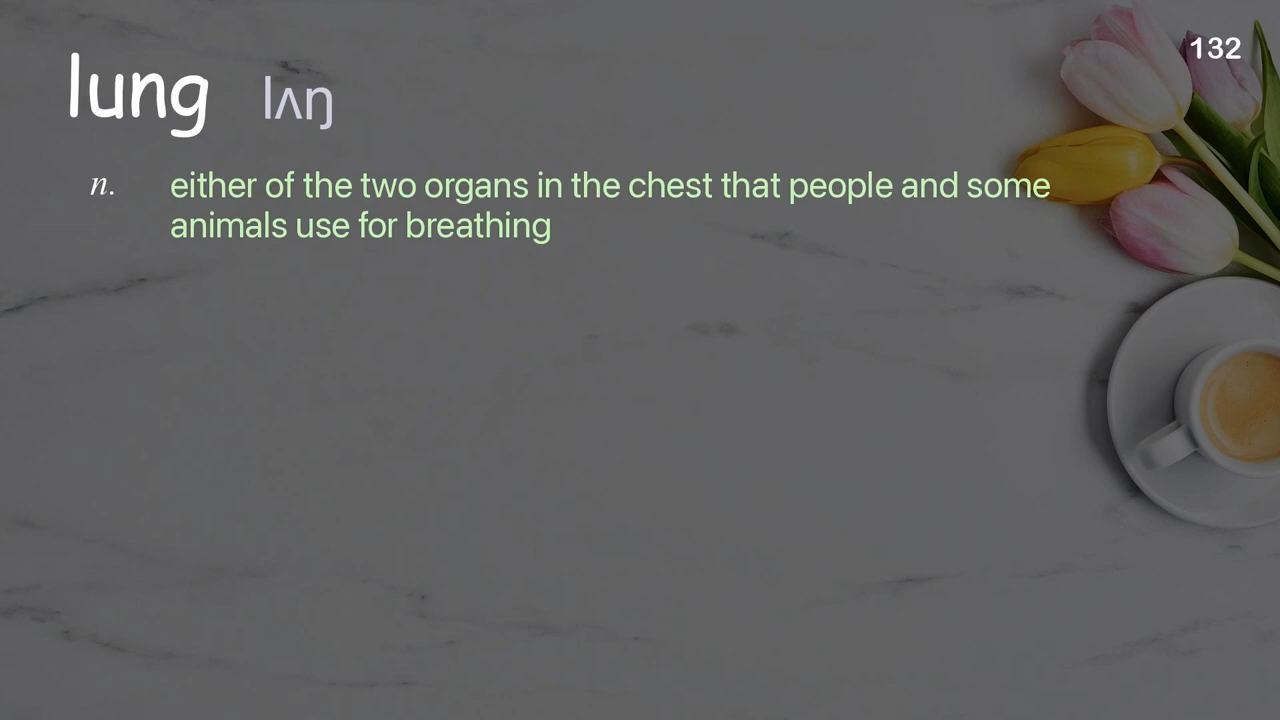 132
lung lʌŋ
n. either of the two organs in the chest that people and some
animals use for breathing